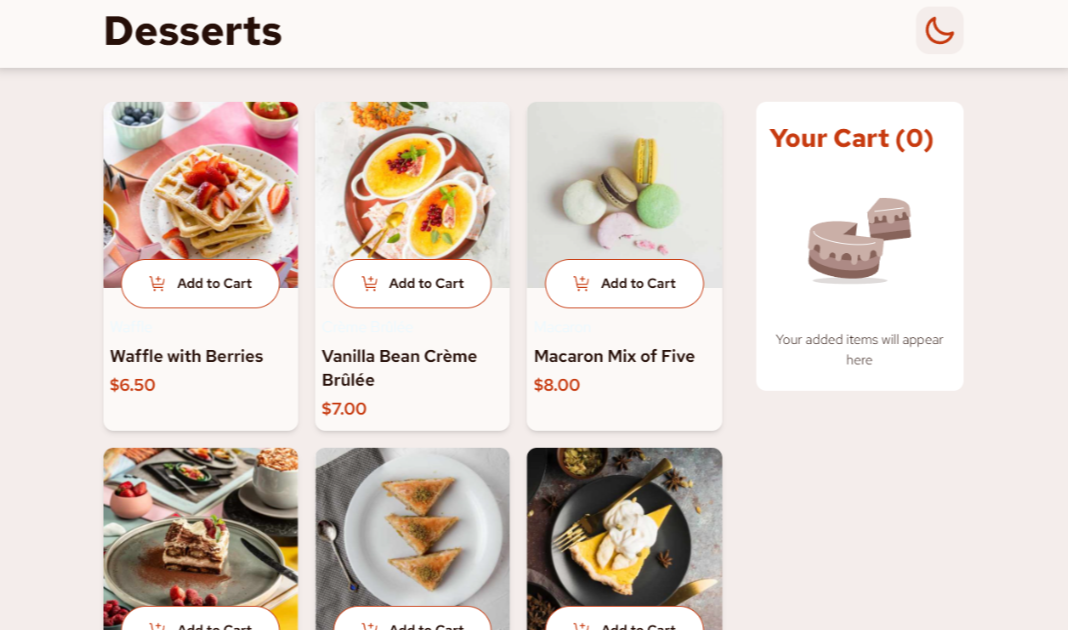 Desserts
Add to Cart
Add to Cart
Add to Cart
Your Cart (0)
Your added items will appear
here
Waffle
Crème Brûlée
Macaron
Waffle with Berries
$6.50
Vanilla Bean Crème
Brûlée
$7.00
Macaron Mix of Five
$8.00
Add to Cart
Add to Cart
Add to Cart